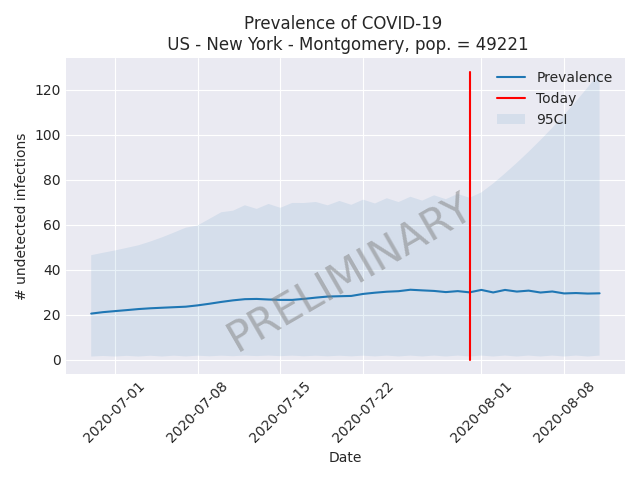 Prevalence of COVID-19
US - New York - Montgomery, pop. = 49221
Prevalence
Today
95CI
# undetected infections
120
100
80
60
40
20
0
PRELIMINARY
2020-07-01
2020-07-08
2020-07-15
2020-07-22
2020-08-01
2020-08-08
Date